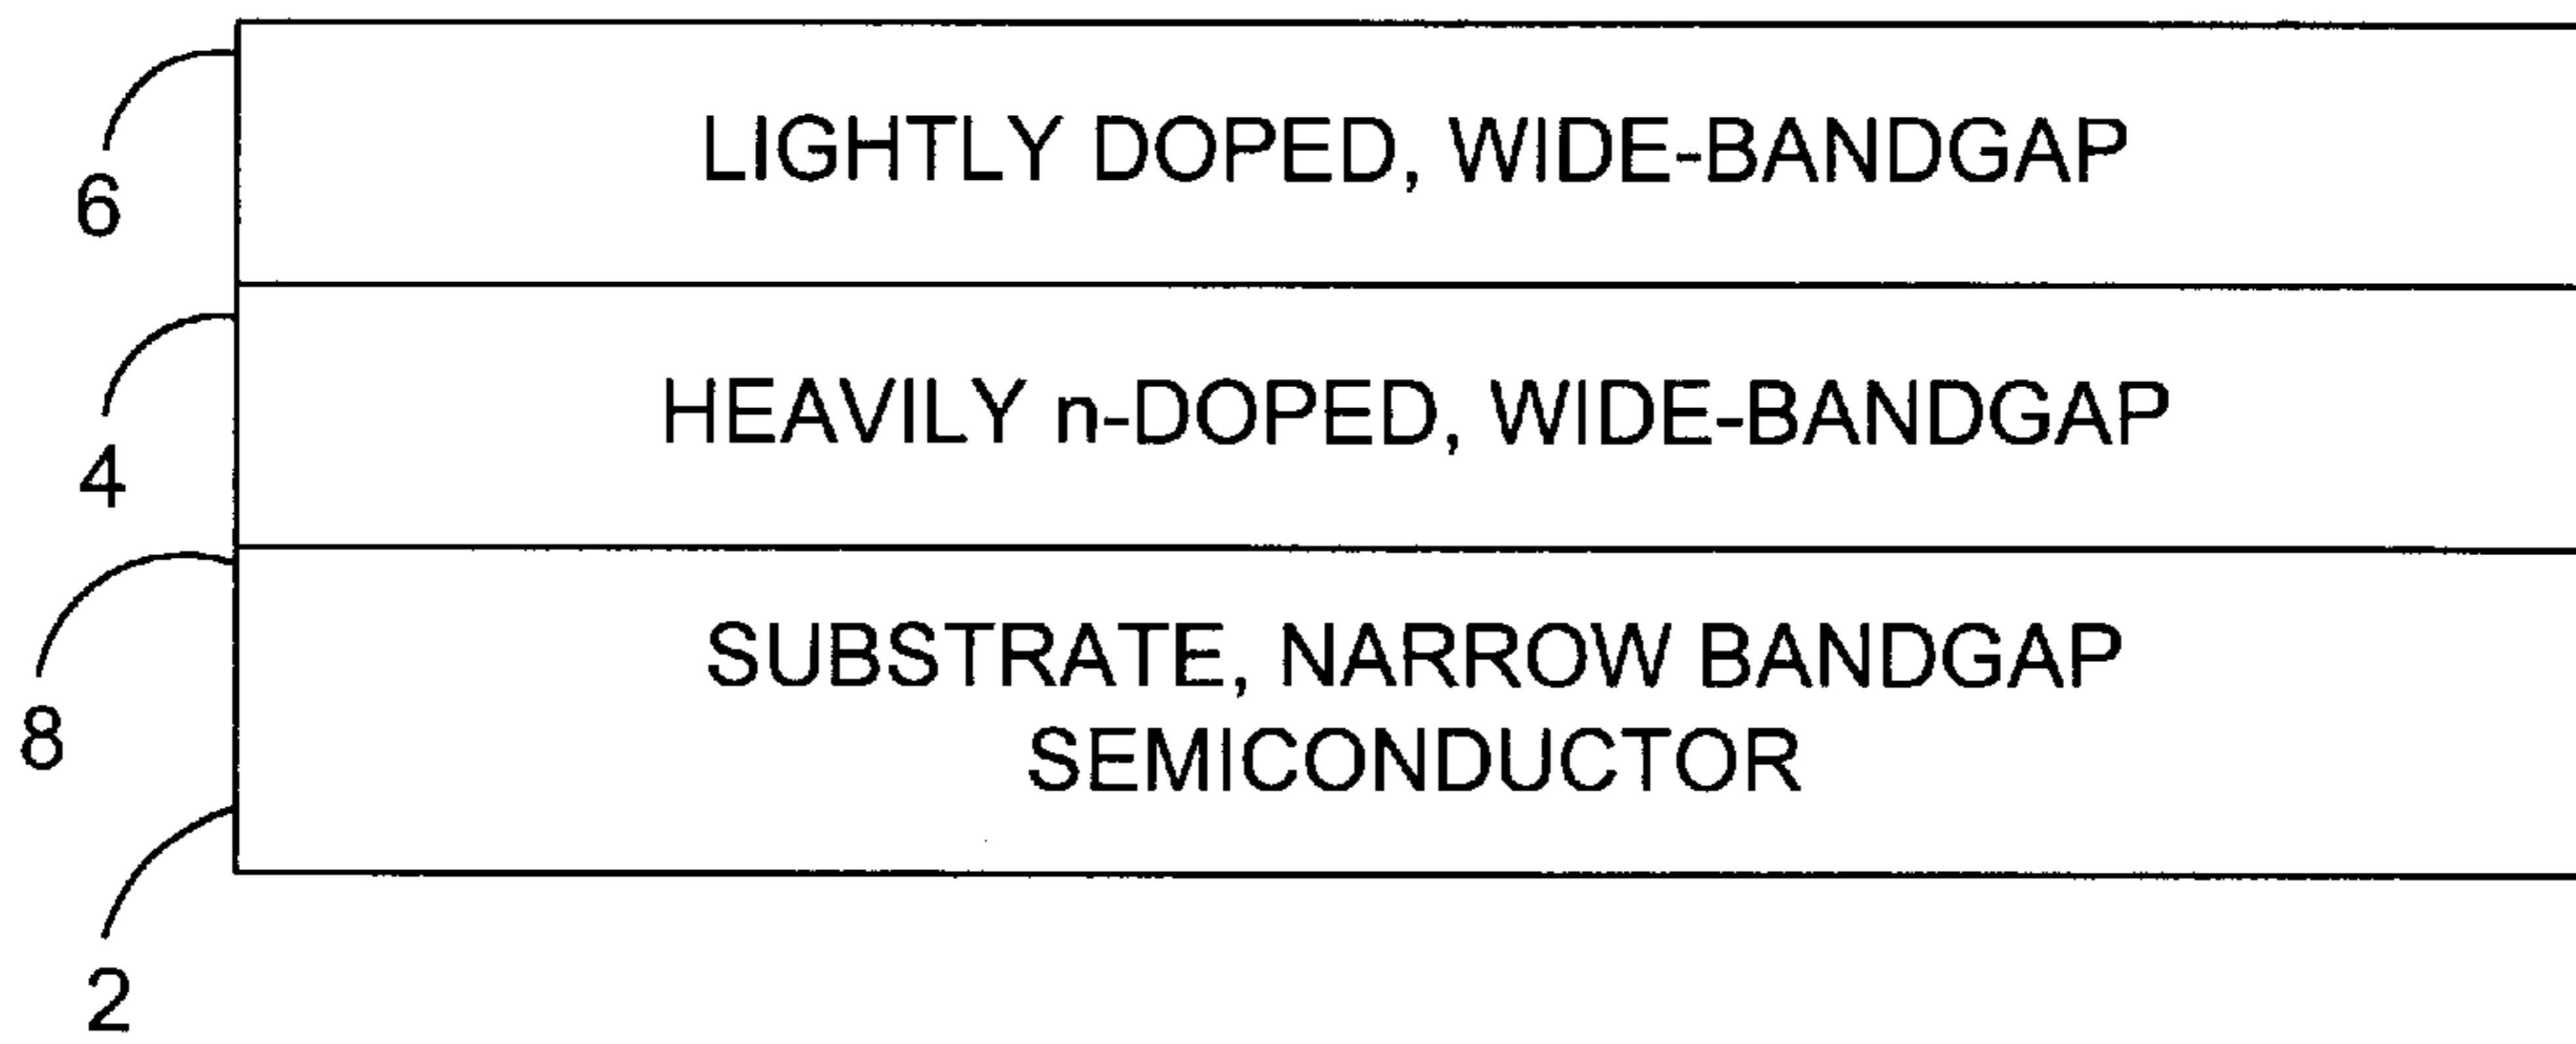 LIGHTLY DOPED, WIDE-BANDGAP
6
HEAVILY n-DOPED, WIDE-BANDGAP
4
SUBSTRATE, NARROW BANDGAP
SEMICONDUCTOR
8
2